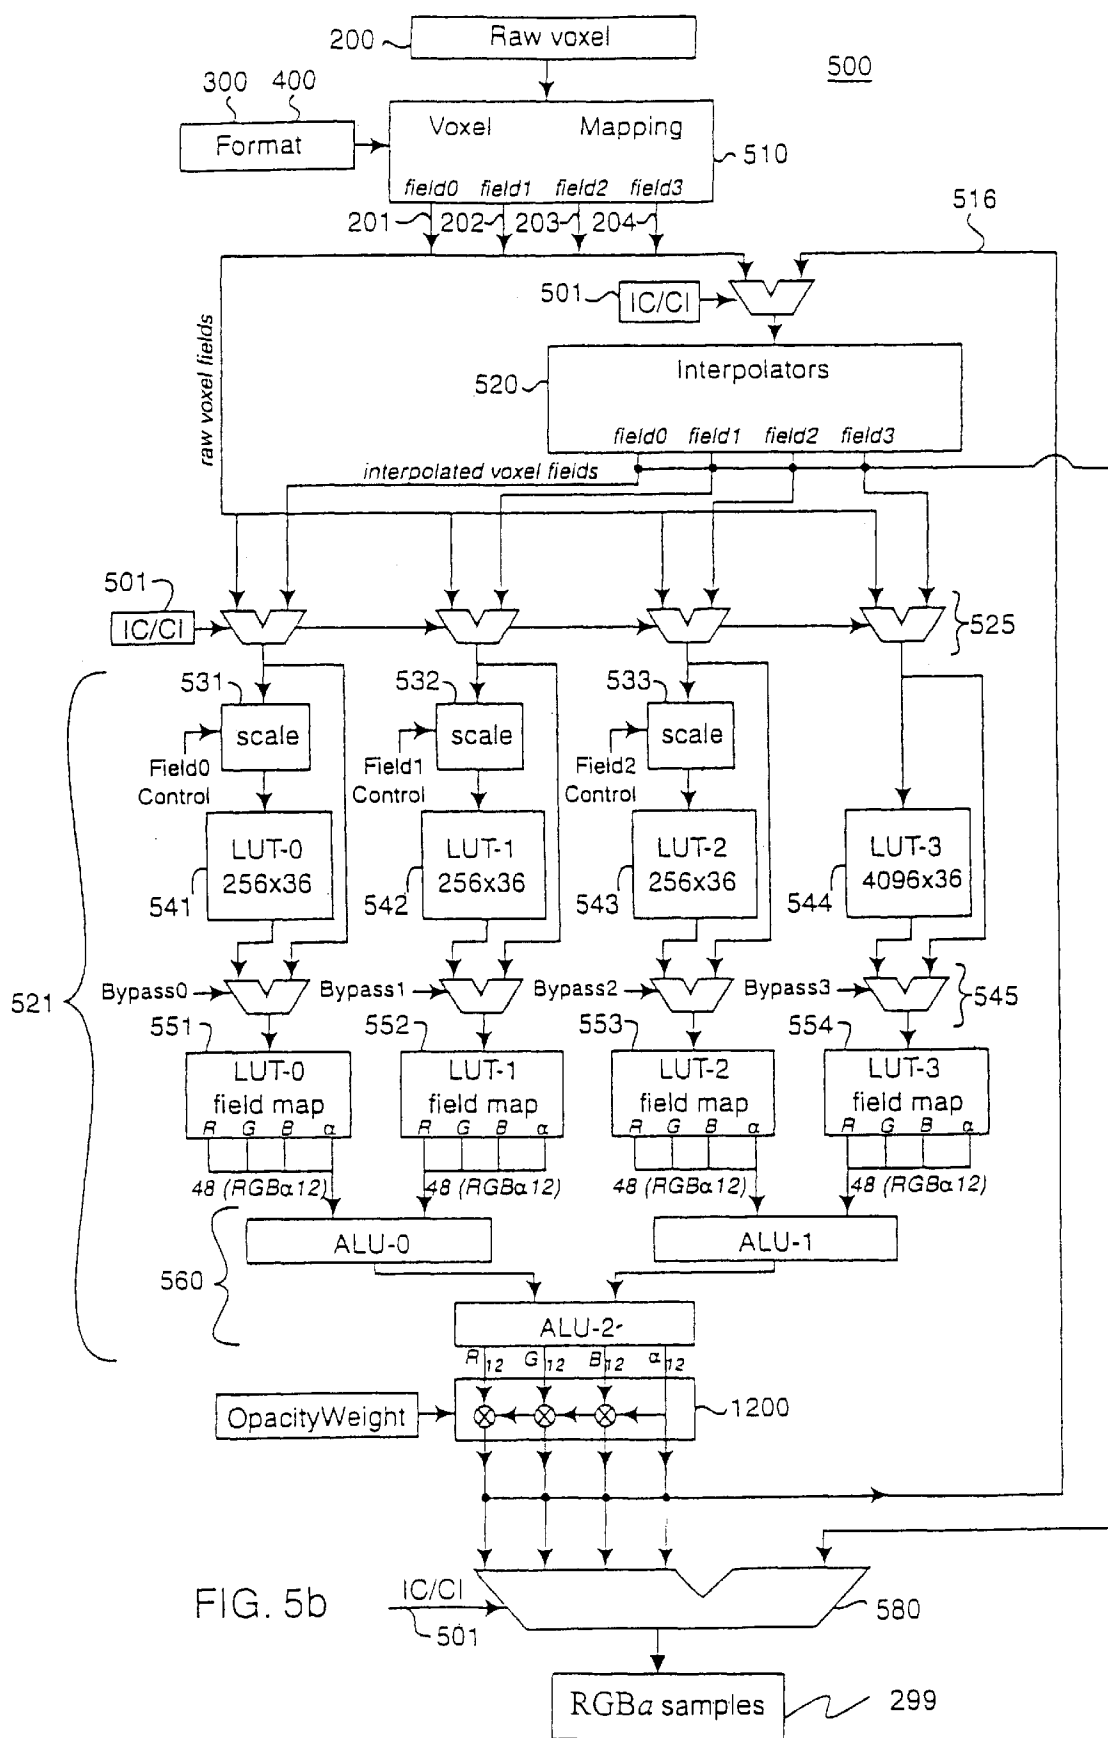 200
Raw voxel
500
300
400
Format
Voxel Mapping
510
field0 field1 field2 field3
201
202
203
204
516
501
IC/CI
raw voxel fields
520
Interpolators
field0 field1 field2 field3
interpolated voxel fields
501
IC/CI
525
531
scale
Field0
Control
532
scale
Field1
Control
533
scale
Field2
Control
LUT-0
256x36
541
LUT-1
256x36
542
LUT-2
256x36
543
LUT-3
4096x36
544
521
Bypass0
Bypass1
Bypass2
Bypass3
545
551
LUT-0
field map
R G B α
552
LUT-1
field map
R G B α
553
LUT-2
field map
R G B α
554
LUT-3
field map
R G B α
48 (RGBα12)
48 (RGBα12)
48 (RGBα12)
48 (RGBα12)
560
ALU-0
ALU-1
ALU-2
R 12 G 12 B 12 α 12
OpacityWeight
1200
FIG. 5b
IC/CI
501
580
RGBα samples
299